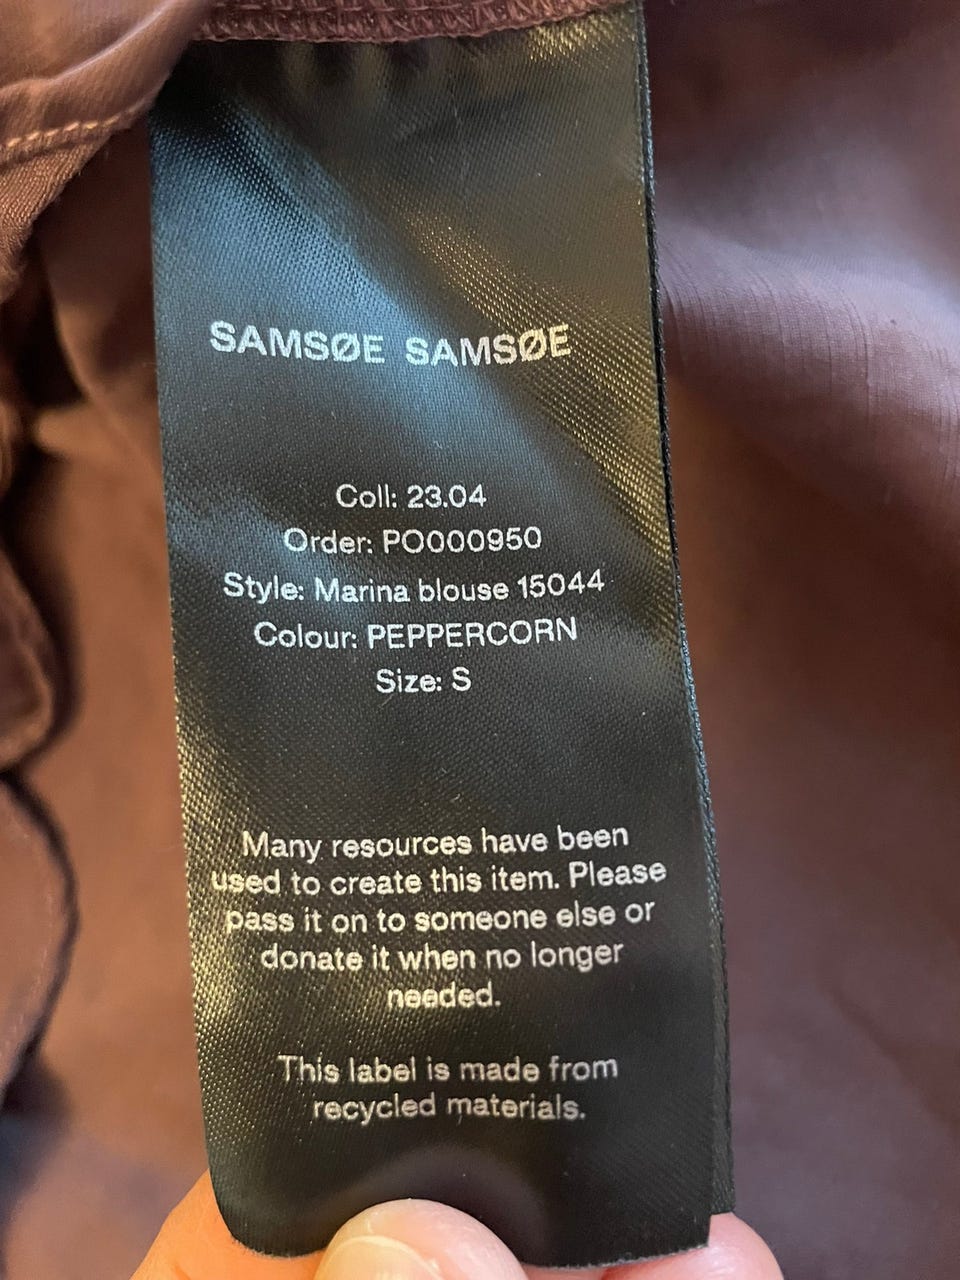 SAMSØE SAMSØE
Coll: 23.04
Order: PO000950
Style: Marina blouse 15044
Colour: PEPPERCORN
Size: S
Many resources have been
used to create this item. Please
pass it on to someone else or
donate it when no longer
needed.
This label is made from
recycled materials.